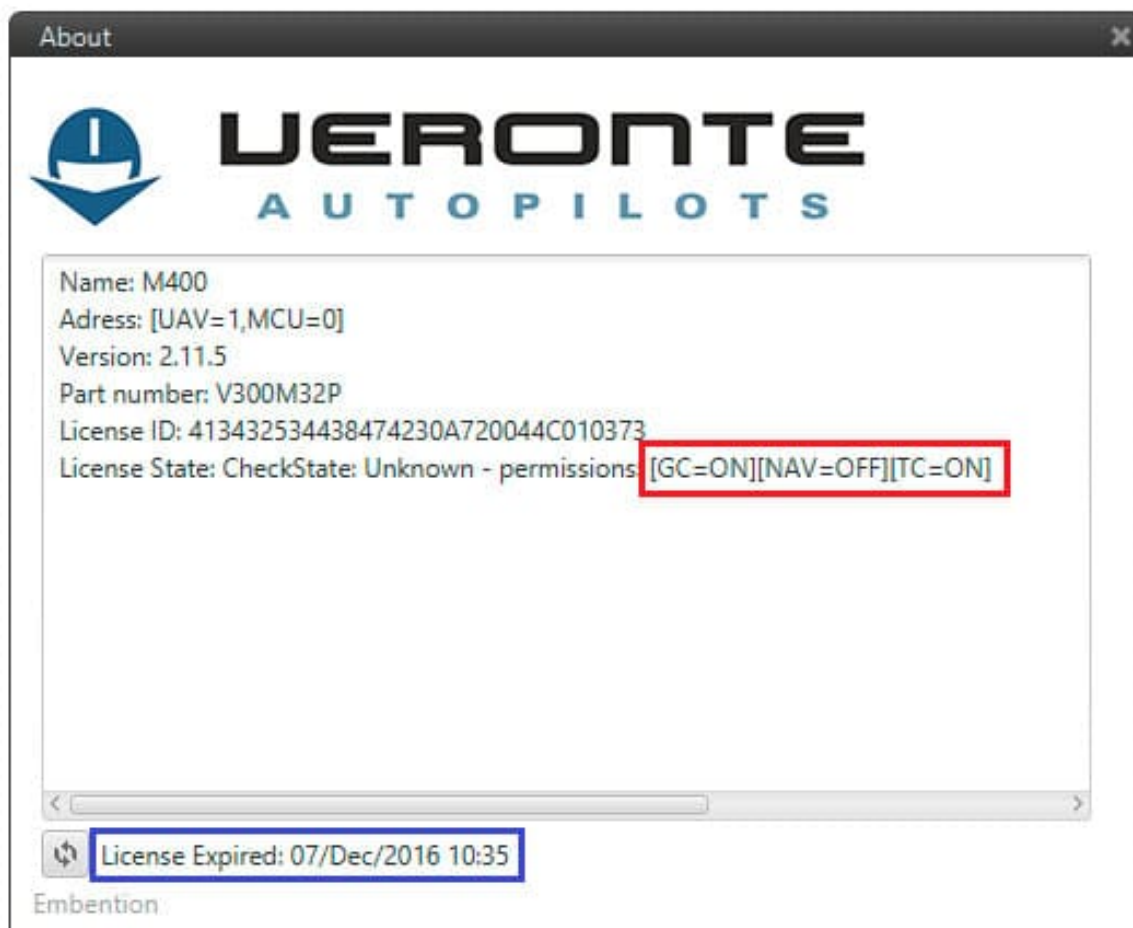 About
VERONTE
AUTOPILOTS
Name: M400
Adress: [UAV=1,MCU=0]
Version: 2.11.5
Part number: V300M32P
License ID: 413432534438474230A720044C010373
License State: CheckState: Unknown - permissions: [GC=ON][NAV=OFF][TC=ON]
License Expired: 07/Dec/2016 10:35
Embention